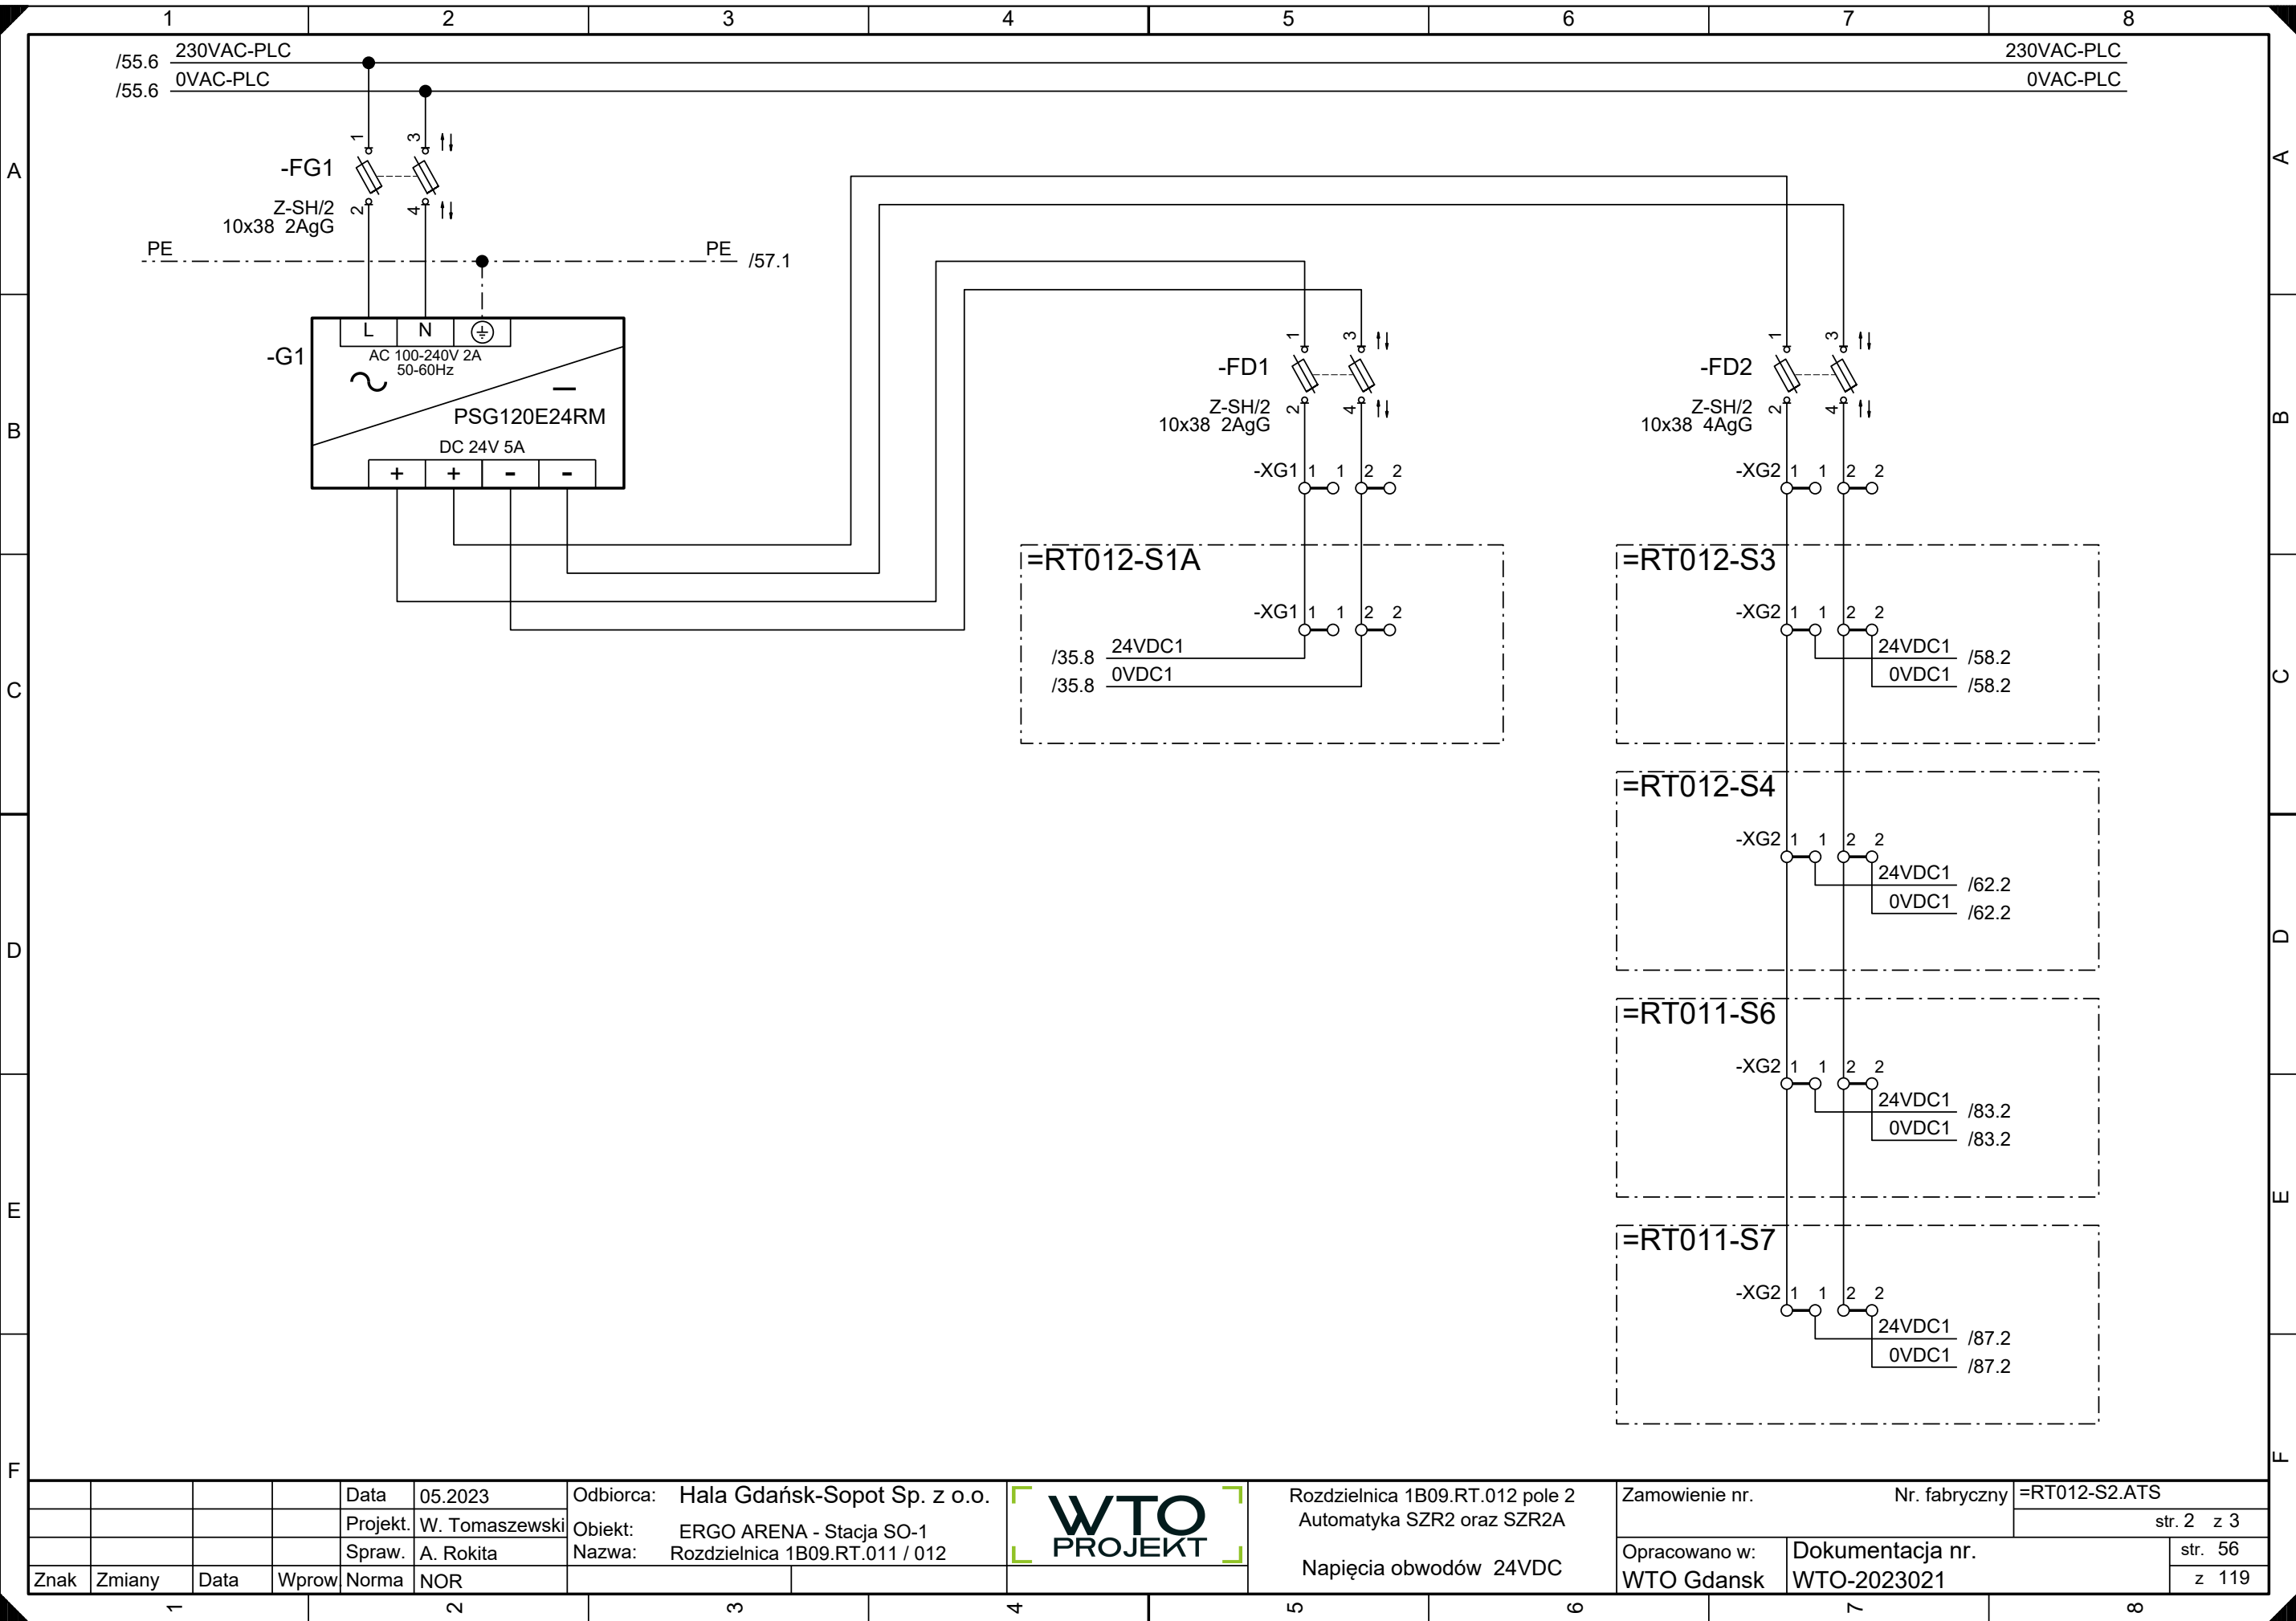 1 2 3 4 5 6 7 8
/55.6 230VAC-PLC 230VAC-PLC
/55.6 0VAC-PLC 0VAC-PLC
1 3
A -FG1 A
Z-SH/2 2 4
10x38 2AgG
PE PE /57.1
L N
-G1 AC 100-240V 2A
50-60Hz
PSG120E24RM
DC 24V 5A
+ + - -
1 3
-FD1
Z-SH/2 2 4
10x38 2AgG
-XG1 1 1 2 2
1 3
-FD2
Z-SH/2 2 4
10x38 4AgG
-XG2 1 1 2 2
B B
=RT012-S1A
-XG1 1 1 2 2
/35.8 24VDC1
/35.8 0VDC1
=RT012-S3
-XG2 1 1 2 2
24VDC1 /58.2
0VDC1 /58.2
C C
=RT012-S4
-XG2 1 1 2 2
24VDC1 /62.2
0VDC1 /62.2
D D
=RT011-S6
-XG2 1 1 2 2
24VDC1 /83.2
0VDC1 /83.2
E E
=RT011-S7
-XG2 1 1 2 2
24VDC1 /87.2
0VDC1 /87.2
F F
Data 05.2023
Projekt. W. Tomaszewski
Spraw. A. Rokita
Znak Zmiany Data Wprow. Norma NOR
Odbiorca: Hala Gdańsk-Sopot Sp. z o.o.
Obiekt: ERGO ARENA - Stacja SO-1
Nazwa: Rozdzielnica 1B09.RT.011 / 012
WTO
PROJEKT
Rozdzielnica 1B09.RT.012 pole 2
Automatyka SZR2 oraz SZR2A
Napięcia obwodów 24VDC
Zamowienie nr. Nr. fabryczny =RT012-S2.ATS
str. 2 z 3
Opracowano w: Dokumentacja nr. str. 56
WTO Gdansk WTO-2023021 z 119
1 2 3 4 5 6 7 8